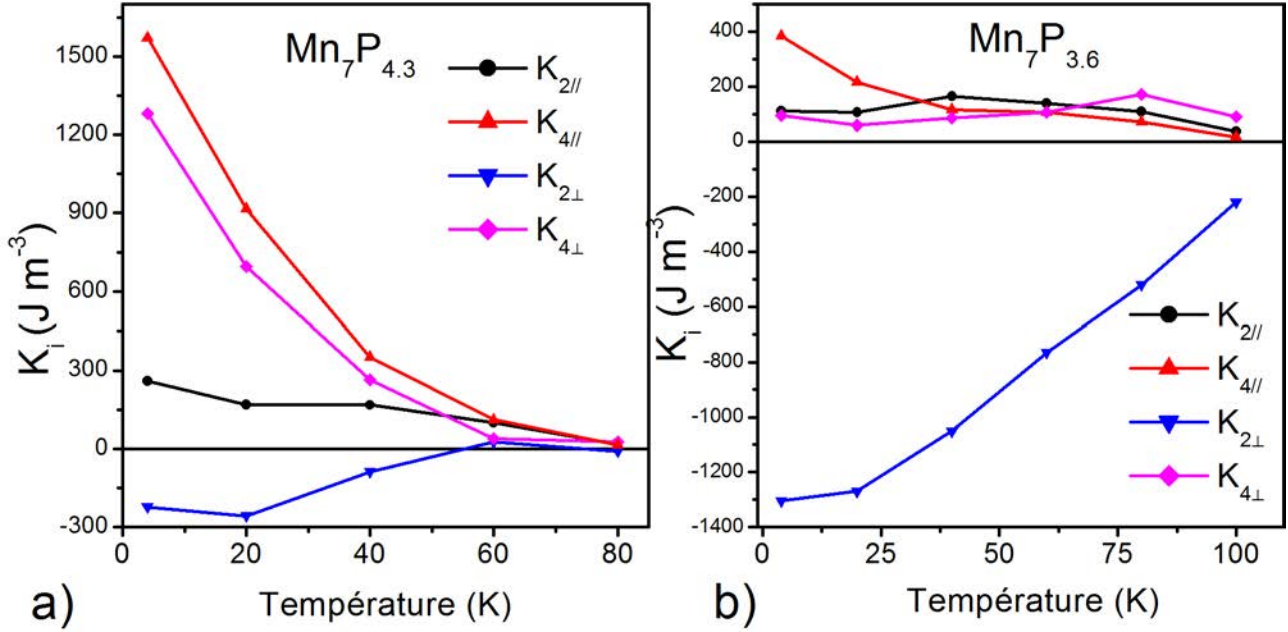 Mn₇P₄.₃
K₂//
K₄//
K₂⊥
K₄⊥
1500
1200
900
600
300
0
-300
Kᵢ (J m⁻³)
0 20 40 60 80
Température (K)
a)
Mn₇P₃.₆
400
200
0
-200
-400
-600
-800
-1000
-1200
-1400
Kᵢ (J m⁻³)
K₂//
K₄//
K₂⊥
K₄⊥
0 25 50 75 100
Température (K)
b)